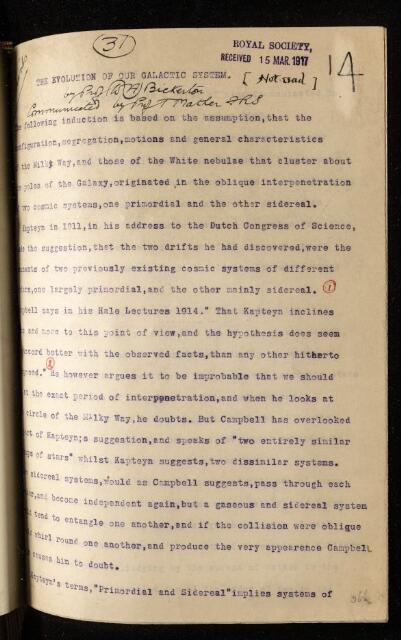 31
ROYAL SOCIETY,
RECEIVED 15 MAR. 1917
14
THE EVOLUTION OF OUR GALACTIC SYSTEM. [Not read]
by Prof (A W) Bickerton
Communicated by Prof T Mather FRS
following induction is based on the assumption,that the
figuration,segregation,motions and general characteristics
the Milky Way,and those of the White nebulae that cluster about
poles of the Galaxy,originated in the oblique interpenetration
two cosmic systems,one primordial and the other sidereal.
Kapteyn in 1911,in his address to the Dutch Congress of Science,
the suggestion,that the two drifts he had discovered,were the
of two previously existing cosmic systems of different
one largely primordial,and the other mainly sidereal. 1
says in his Hale Lectures 1914." That Kapteyn inclines
and more to this point of view,and the hypothesis does seem
accord better with the observed facts,than any other hitherto
1 He however argues it to be improbable that we should
at the exact period of interpenetration,and when he looks at
circle of the Milky Way,he doubts. But Campbell has overlooked
of Kapteyn;s suggestion,and speaks of "two entirely similar
of stars" whilst Kapteyn suggests,two dissimilar systems.
sidereal systems,would as Campbell suggests,pass through each
and become independent again,but a gaseous and sidereal system
tend to entangle one another,and if the collision were oblique
whirl round one another,and produce the very appearance Campbell
causes him to doubt.
Kapteyn's terms,"Primordial and Sidereal"implies systems of